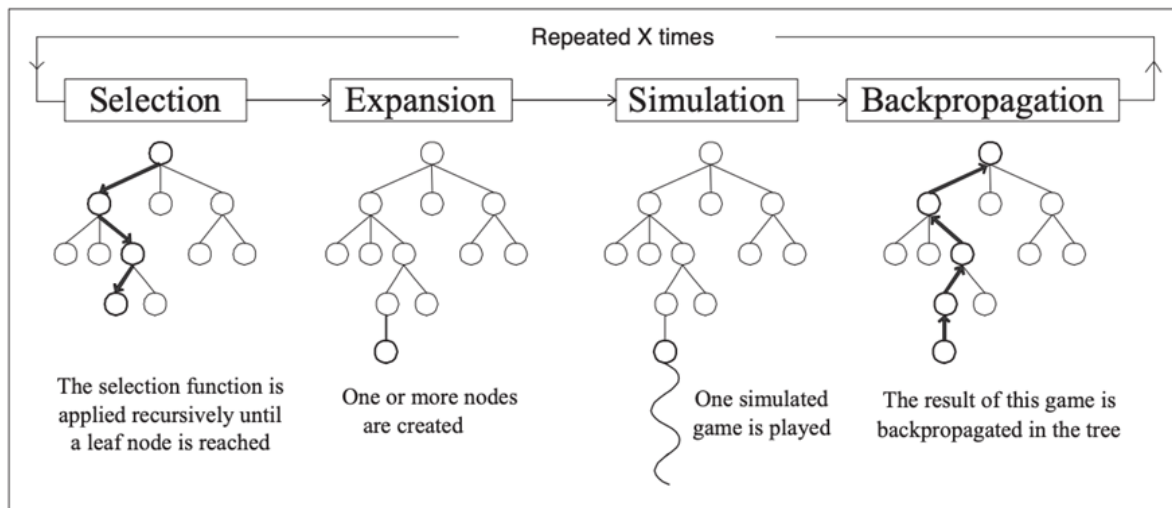 Repeated X times
Selection
Expansion
Simulation
Backpropagation
The selection function is
applied recursively until
a leaf node is reached
One or more nodes
are created
One simulated
game is played
The result of this game is
backpropagated in the tree